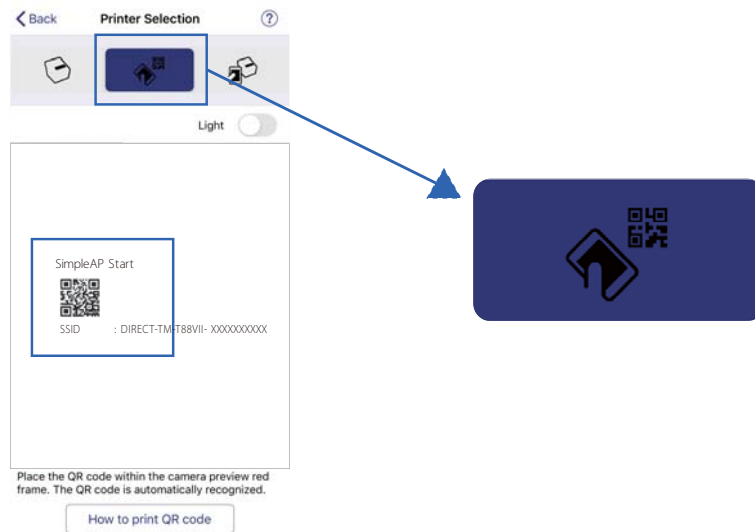 Back Printer Selection ?
Light
SimpleAP Start
SSID : DIRECT-TM-T88VII- XXXXXXXXXX
Place the QR code within the camera preview red
frame. The QR code is automatically recognized.
How to print QR code